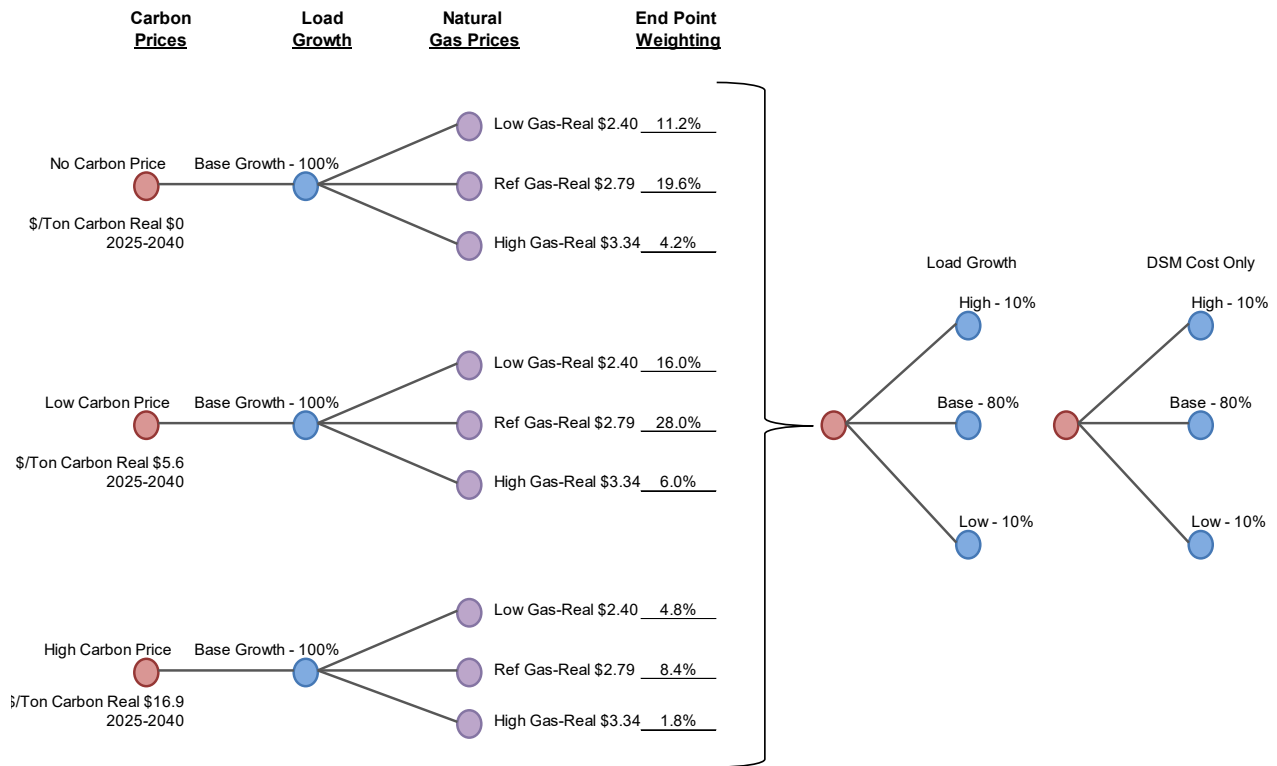 Carbon Prices
Load Growth
Natural Gas Prices
End Point Weighting
Low Gas-Real $2.40 11.2%
No Carbon Price
Base Growth - 100%
Ref Gas-Real $2.79 19.6%
$/Ton Carbon Real $0
2025-2040
High Gas-Real $3.34 4.2%
Low Gas-Real $2.40 16.0%
Low Carbon Price
Base Growth - 100%
Ref Gas-Real $2.79 28.0%
$/Ton Carbon Real $5.6
2025-2040
High Gas-Real $3.34 6.0%
Low Gas-Real $2.40 4.8%
High Carbon Price
Base Growth - 100%
Ref Gas-Real $2.79 8.4%
$/Ton Carbon Real $16.9
2025-2040
High Gas-Real $3.34 1.8%
Load Growth
High - 10%
Base - 80%
Low - 10%
DSM Cost Only
High - 10%
Base - 80%
Low - 10%